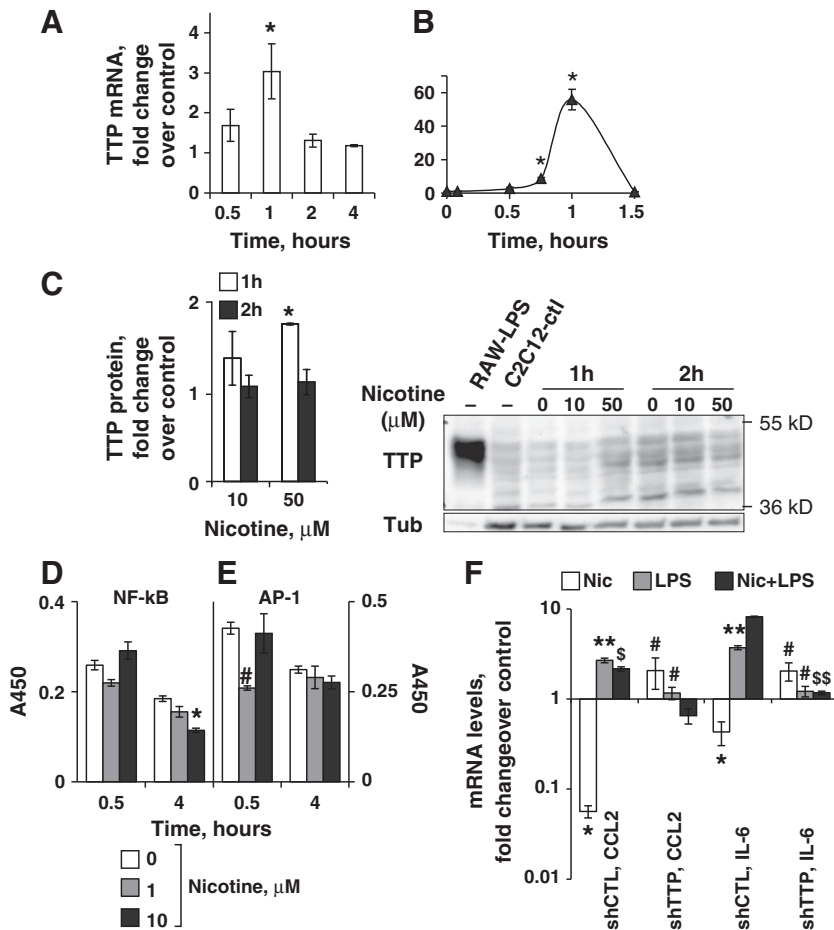 A
TTP mRNA,
fold change
over control
4
3
2
1
0
*
0.5 1 2 4
Time, hours
B
60
40
20
0
*
*
0 0.5 1 1.5
Time, hours
C
1h
2h
TTP protein,
fold change
over control
2
1
0
*
10 50
Nicotine, μM
RAW-LPS
C2C12-ctl
1h 2h
Nicotine
(μM)
– – 0 10 50 0 10 50
TTP
Tub
55 kD
36 kD
D
NF-kB
A450
0.4
0.2
0
*
0.5 4
E
AP-1
A450
0.5
0.25
0
#
0.5 4
Time, hours
0
1
10
Nicotine, μM
F
Nic LPS Nic+LPS
mRNA levels,
fold changeover control
10
1
0.1
0.01
* ** $
# #
* **
# # $$
shCTL, CCL2
shTTP, CCL2
shCTL, IL-6
shTTP, IL-6